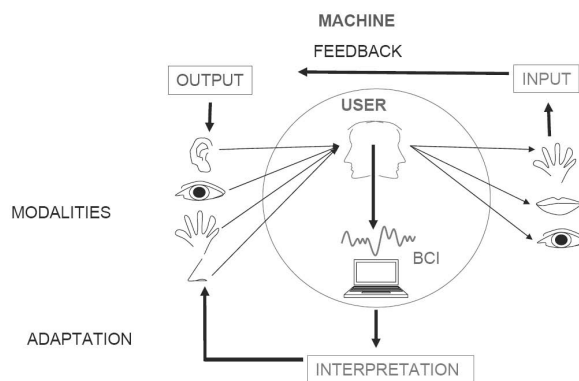 MACHINE
FEEDBACK
OUTPUT
INPUT
USER
MODALITIES
BCI
ADAPTATION
INTERPRETATION